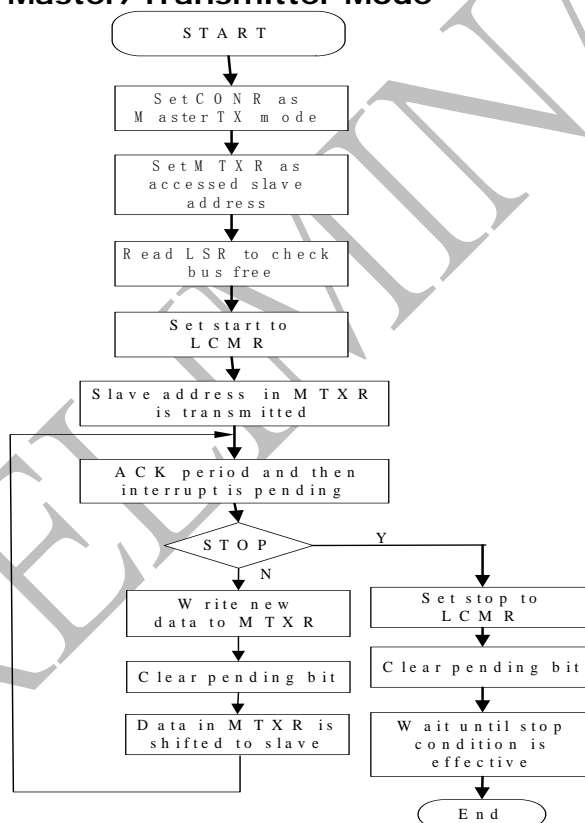 Master/Transmitter Mode
START
Set CONR as
Master TX mode
Set MTXR as
accessed slave
address
Read LSR to check
bus free
Set start to
LCMR
Slave address in MTXR
is transmitted
ACK period and then
interrupt is pending
STOP
Y
N
Write new
data to MTXR
Clear pending bit
Data in MTXR is
shifted to slave
Set stop to
LCMR
Clear pending bit
Wait until stop
condition is
effective
End